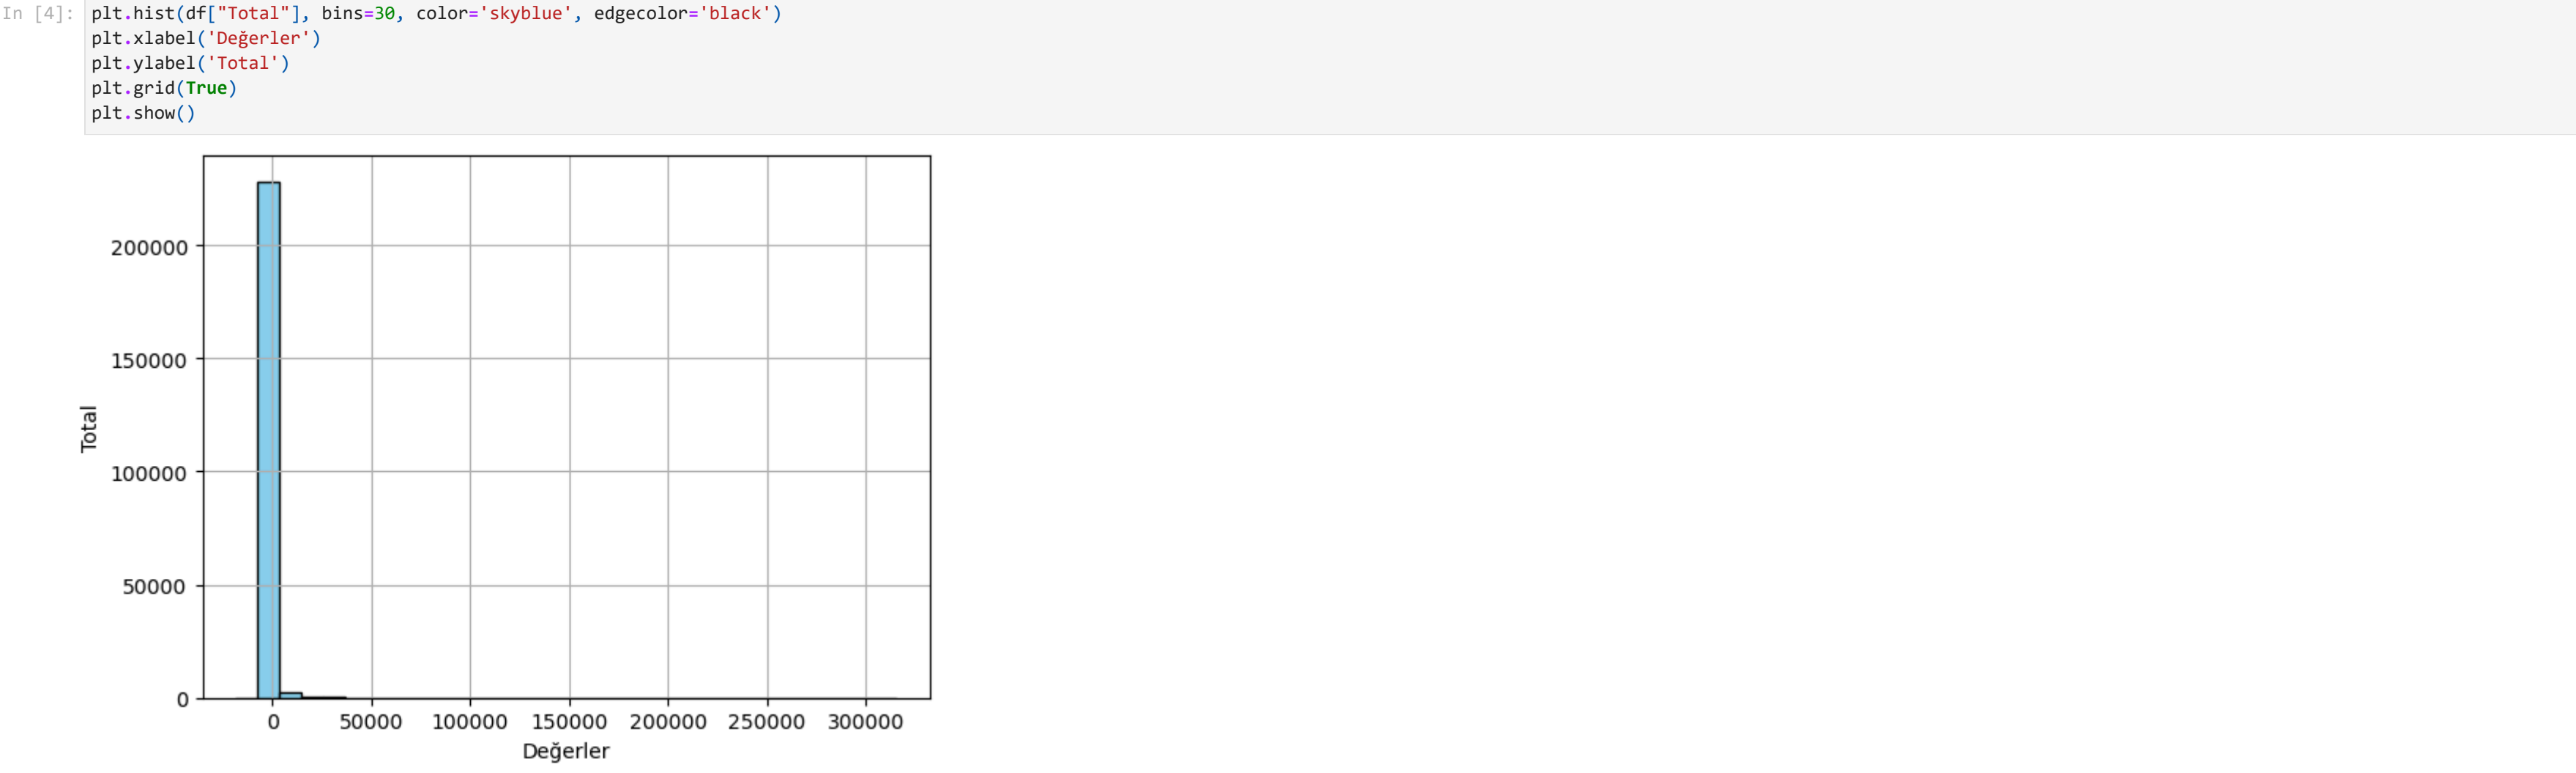 In [4]: plt.hist(df["Total"], bins=30, color='skyblue', edgecolor='black')
plt.xlabel('Değerler')
plt.ylabel('Total')
plt.grid(True)
plt.show()
200000
150000
100000
50000
0
Total
0 50000 100000 150000 200000 250000 300000
Değerler